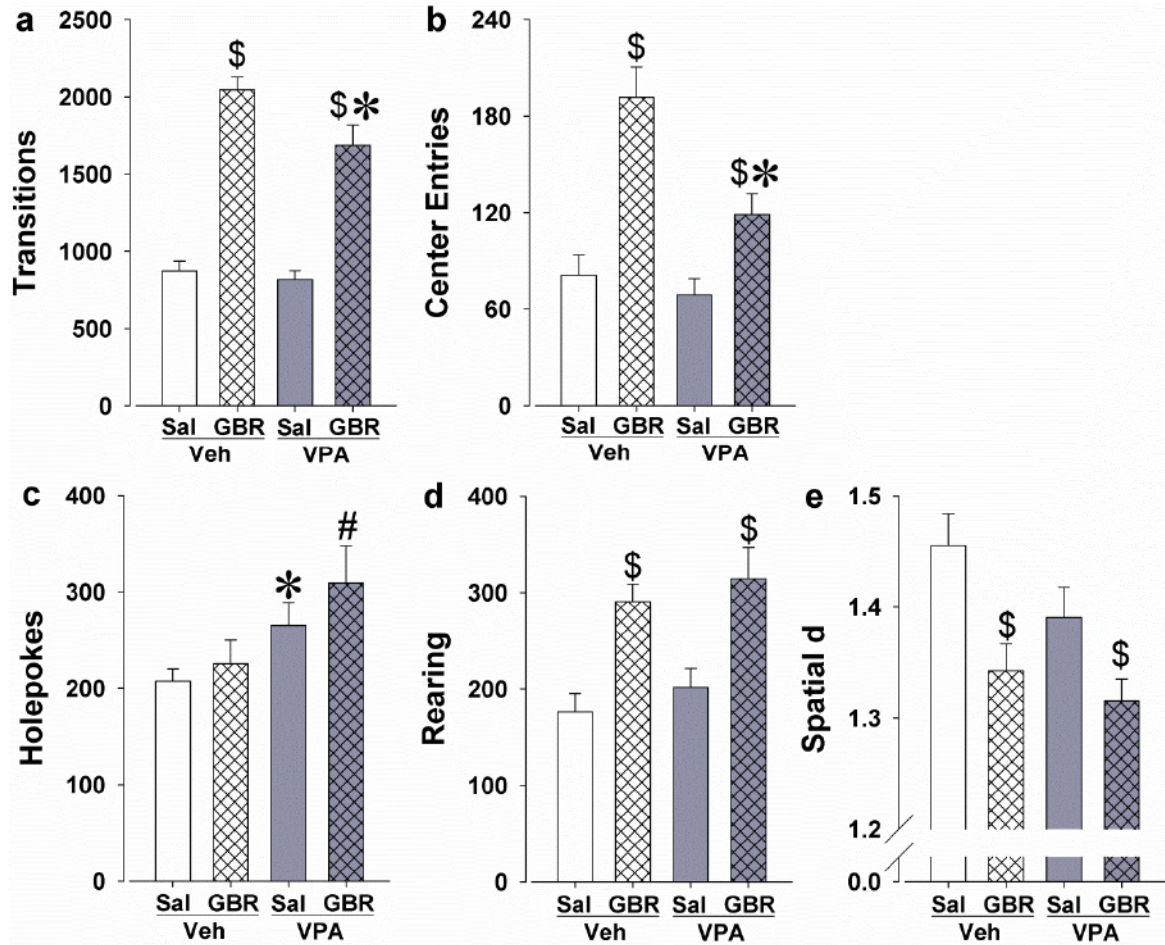 a
Transitions
2500
2000
1500
1000
500
0
$
$*
Sal GBR Sal GBR
Veh VPA
b
Center Entries
240
180
120
60
0
$
$*
Sal GBR Sal GBR
Veh VPA
c
Holepokes
400
300
200
100
0
*
#
Sal GBR Sal GBR
Veh VPA
d
Rearing
400
300
200
100
0
$
$
Sal GBR Sal GBR
Veh VPA
e
Spatial d
1.5
1.4
1.3
1.2
0.0
$
$
Sal GBR Sal GBR
Veh VPA